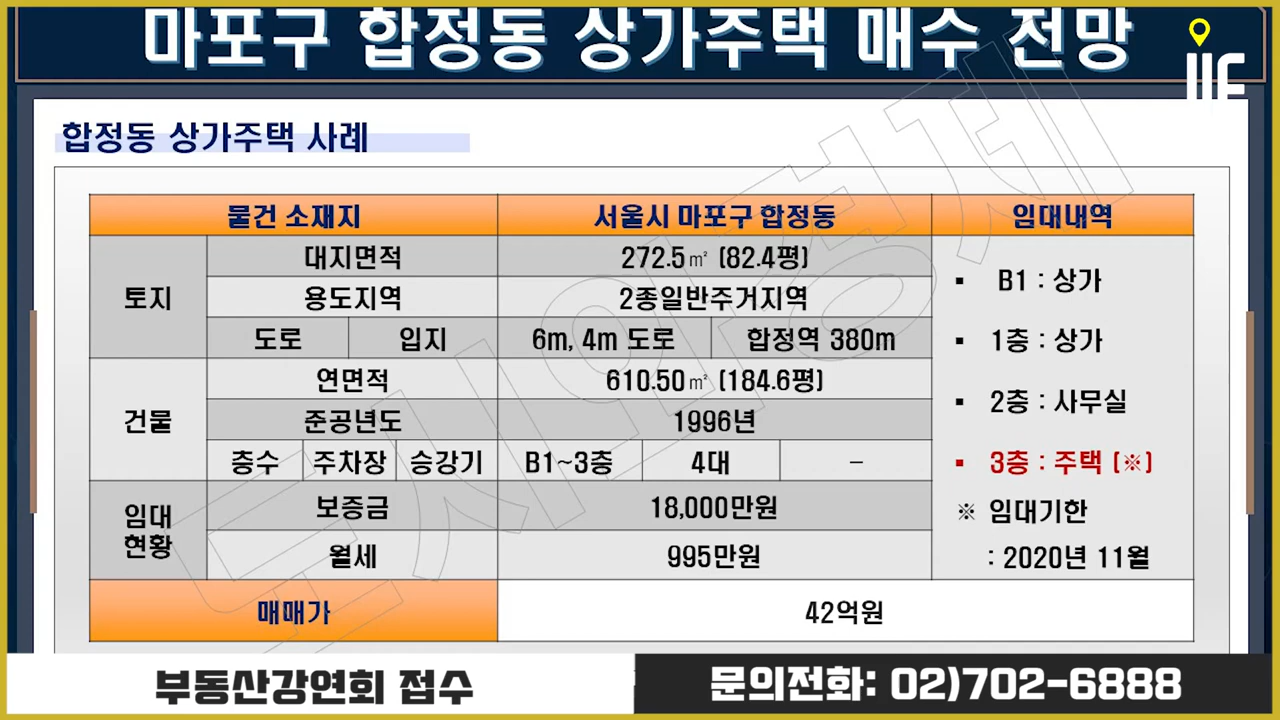 마포구 합정동 상가주택 매수 전망
IIF
합정동 상가주택 사례
물건 소재지 서울시 마포구 합정동 임대내역
토지 대지면적 272.5㎡ (82.4평)
용도지역 2종일반주거지역
도로 입지 6m, 4m 도로 합정역 380m
건물 연면적 610.50㎡ (184.6평)
준공년도 1996년
층수 주차장 승강기 B1~3층 4대 -
임대
현황 보증금 18,000만원
월세 995만원
▪ B1 : 상가
▪ 1층 : 상가
▪ 2층 : 사무실
▪ 3층 : 주택 (※)
※ 임대기한
: 2020년 11월
매매가 42억원
도시와경제
부동산강연회 접수
문의전화: 02)702-6888